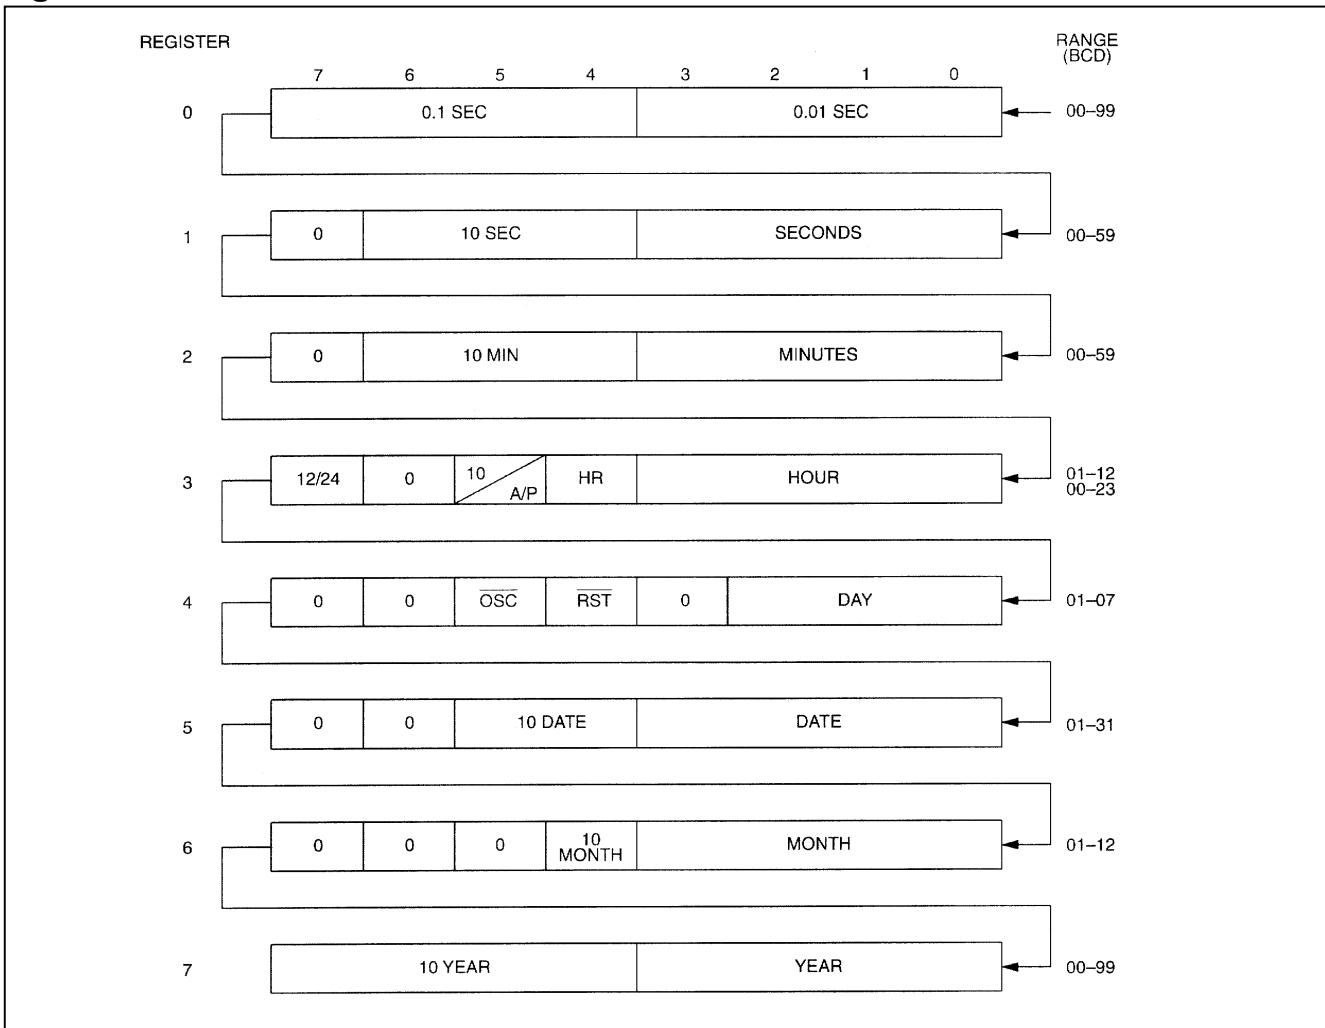 REGISTER
RANGE
(BCD)
7 6 5 4 3 2 1 0
0 0.1 SEC 0.01 SEC 00–99
1 0 10 SEC SECONDS 00–59
2 0 10 MIN MINUTES 00–59
3 12/24 0 10 A/P HR HOUR 01–12
00–23
4 0 0 O̅S̅C̅ R̅S̅T̅ 0 DAY 01–07
5 0 0 10 DATE DATE 01–31
6 0 0 0 10 MONTH MONTH 01–12
7 10 YEAR YEAR 00–99